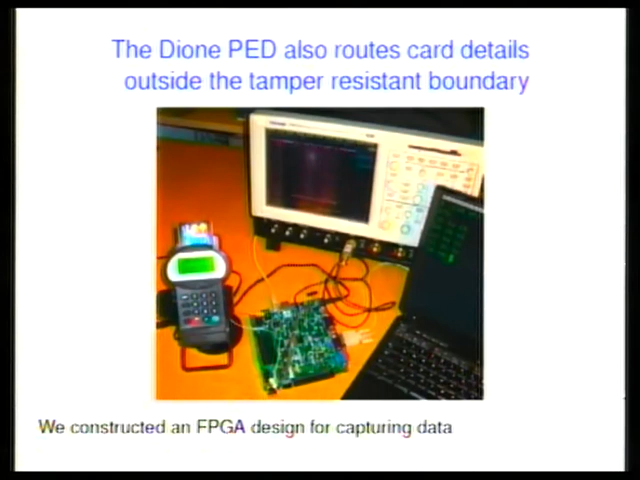 The Dione PED also routes card details
outside the tamper resistant boundary
We constructed an FPGA design for capturing data